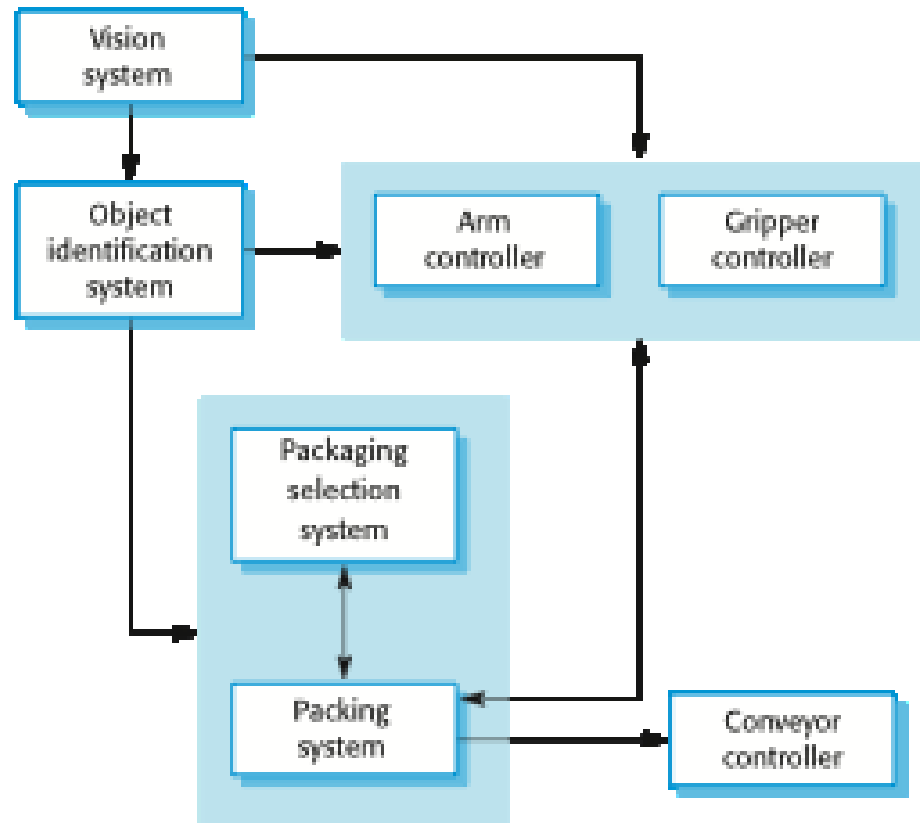 Vision
system
Object
identification
system
Arm
controller
Gripper
controller
Packaging
selection
system
Packing
system
Conveyor
controller